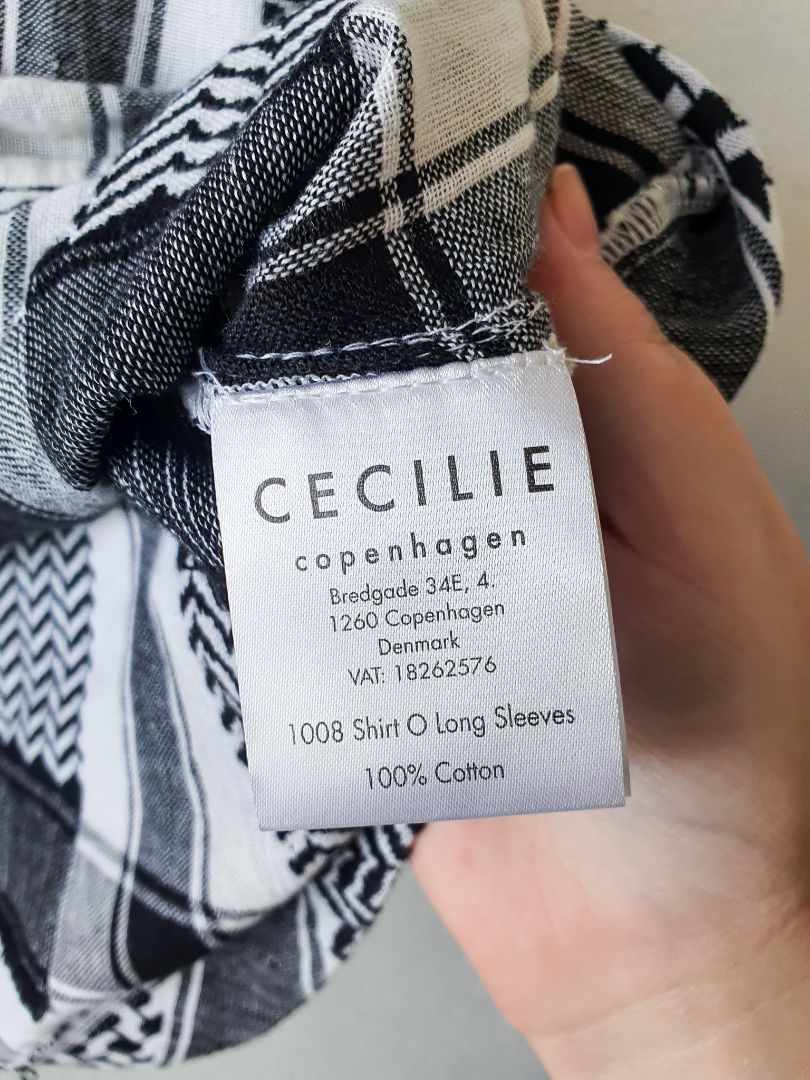 CECILIE
copenhagen
Bredgade 34E, 4.
1260 Copenhagen
Denmark
VAT: 18262576
1008 Shirt O Long Sleeves
100% Cotton